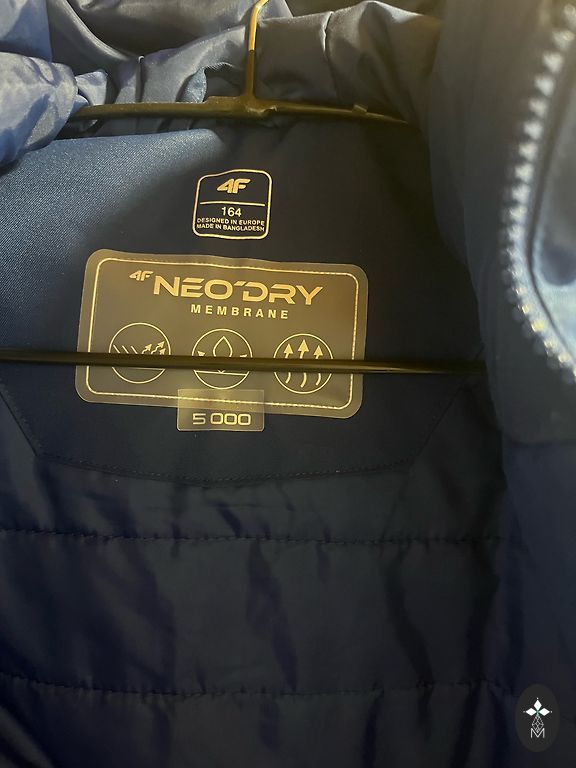 4F
164
DESIGNED IN EUROPE
MADE IN BANGLADESH
4F NEO'DRY
MEMBRANE
5 000
M